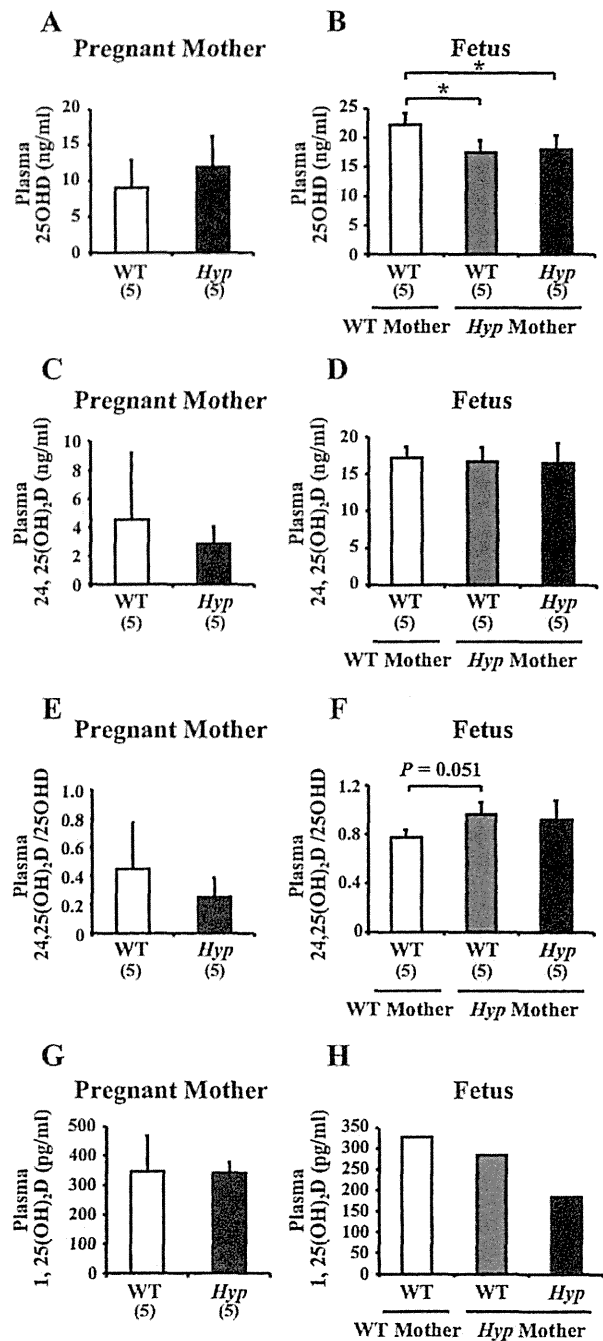 A
Pregnant Mother
Plasma
25OHD (ng/ml)
20
15
10
5
0
WT
(5)
Hyp
(5)
B
Fetus
*
*
Plasma
25OHD (ng/ml)
25
20
15
10
5
0
WT
(5)
WT
(5)
Hyp
(5)
WT Mother
Hyp Mother
C
Pregnant Mother
Plasma
24, 25(OH)₂D (ng/ml)
10
8
6
4
2
0
WT
(5)
Hyp
(5)
D
Fetus
Plasma
24, 25(OH)₂D (ng/ml)
20
15
10
5
0
WT
(5)
WT
(5)
Hyp
(5)
WT Mother
Hyp Mother
E
Pregnant Mother
Plasma
24,25(OH)₂D /25OHD
1.0
0.8
0.6
0.4
0.2
0
WT
(5)
Hyp
(5)
F
Fetus
P = 0.051
Plasma
24,25(OH)₂D/25OHD
1.2
0.8
0.4
0
WT
(5)
WT
(5)
Hyp
(5)
WT Mother
Hyp Mother
G
Pregnant Mother
Plasma
1, 25(OH)₂D (pg/ml)
500
400
300
200
100
0
WT
(5)
Hyp
(5)
H
Fetus
Plasma
1, 25(OH)₂D (pg/ml)
350
300
250
200
150
100
50
0
WT
WT
Hyp
WT Mother
Hyp Mother